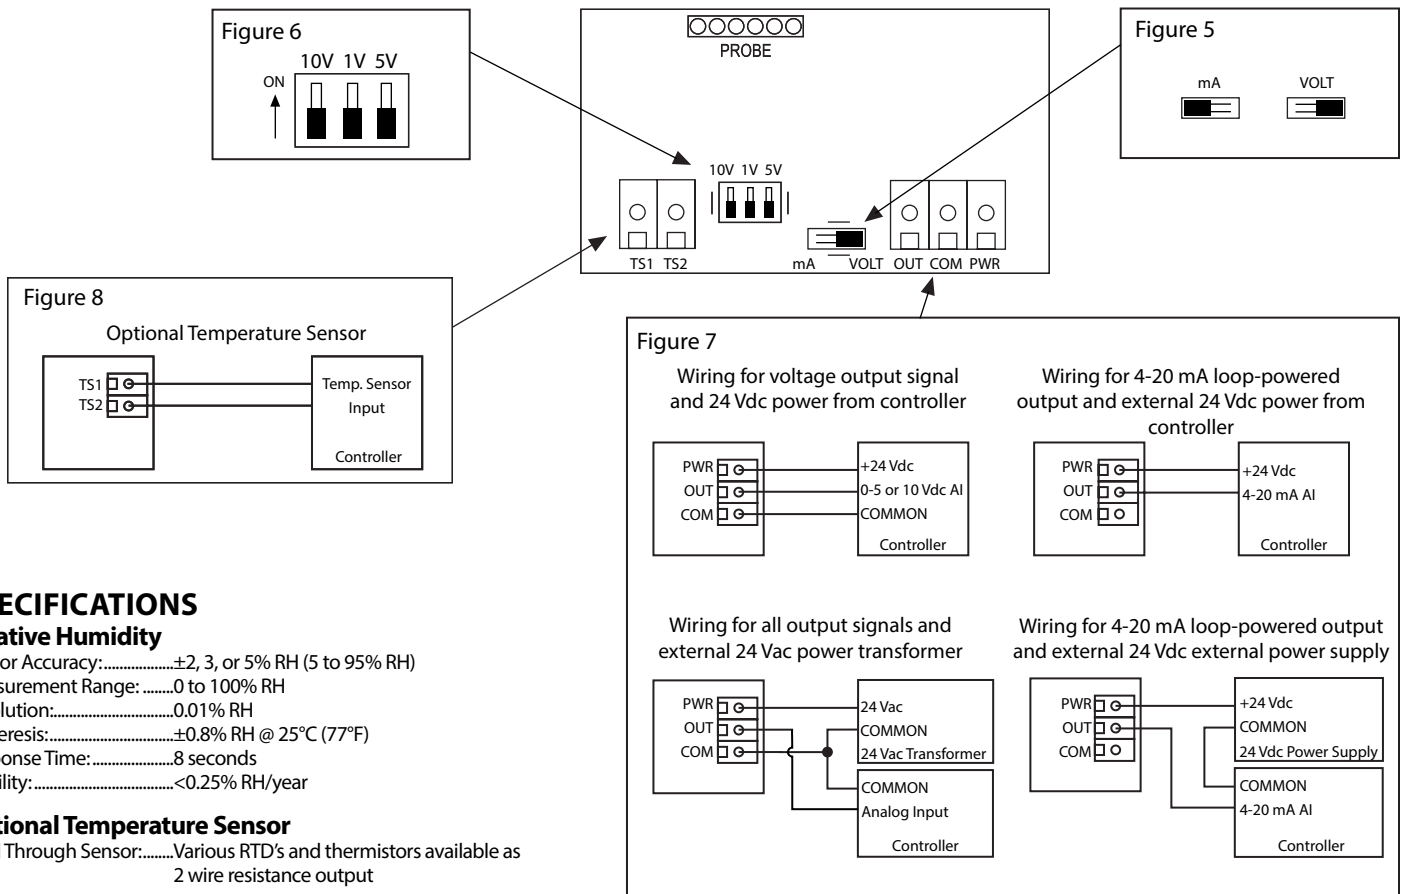 Figure 6
10V 1V 5V
ON
PROBE
10V 1V 5V
TS1 TS2
mA VOLT OUT COM PWR
Figure 5
mA VOLT
Figure 8
Optional Temperature Sensor
TS1
TS2
Temp. Sensor
Input
Controller
Figure 7
Wiring for voltage output signal
and 24 Vdc power from controller
PWR
OUT
COM
+24 Vdc
0-5 or 10 Vdc AI
COMMON
Controller
Wiring for 4-20 mA loop-powered
output and external 24 Vdc power from
controller
PWR
OUT
COM
+24 Vdc
4-20 mA AI
Controller
Wiring for all output signals and
external 24 Vac power transformer
PWR
OUT
COM
24 Vac
COMMON
24 Vac Transformer
COMMON
Analog Input
Controller
Wiring for 4-20 mA loop-powered output
and external 24 Vdc external power supply
PWR
OUT
COM
+24 Vdc
COMMON
24 Vdc Power Supply
COMMON
4-20 mA AI
Controller
ECIFICATIONS
ative Humidity
or Accuracy:...................±2, 3, or 5% RH (5 to 95% RH)
surement Range: ........0 to 100% RH
lution:.................................0.01% RH
eresis:..................................±0.8% RH @ 25°C (77°F)
onse Time: ......................8 seconds
ility: ......................................<0.25% RH/year
tional Temperature Sensor
l Through Sensor:........Various RTD's and thermistors available as
2 wire resistance output